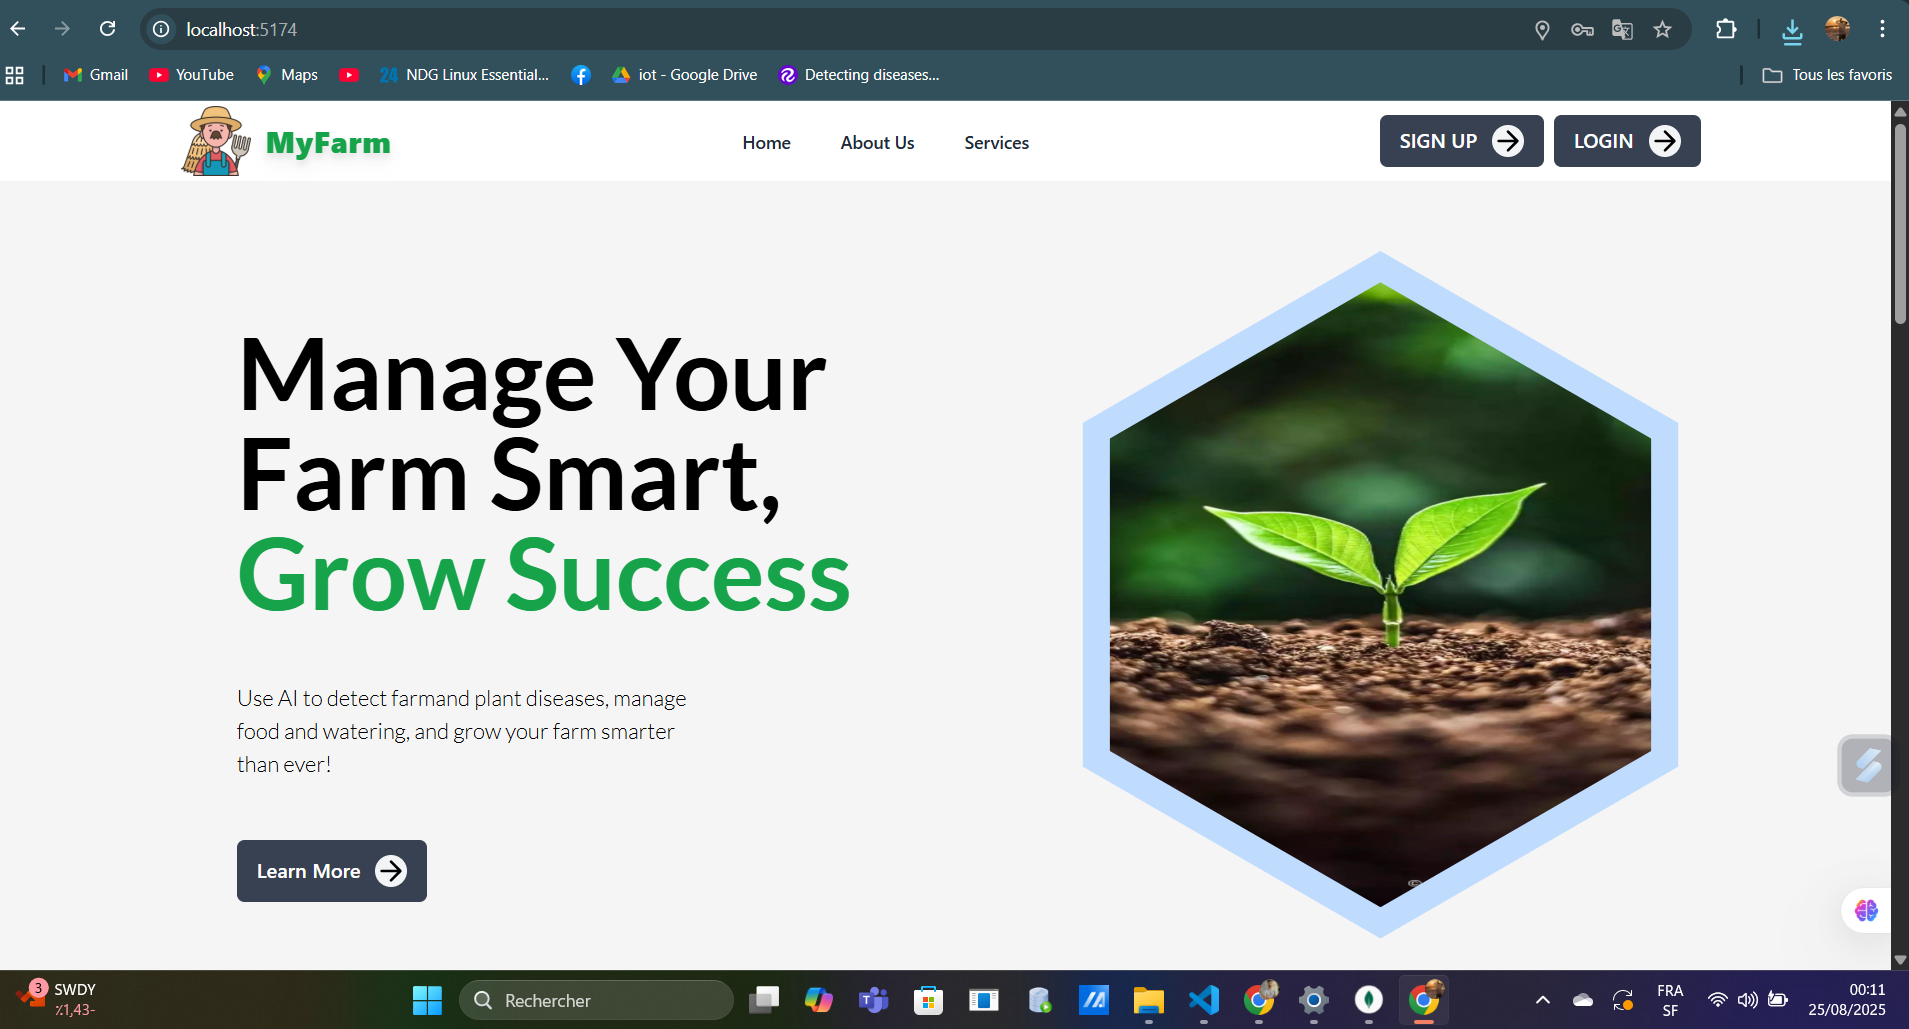 localhost:5174
Gmail
YouTube
Maps
24 NDG Linux Essential...
iot - Google Drive
Detecting diseases...
Tous les favoris
MyFarm
Home
About Us
Services
SIGN UP
LOGIN
Manage Your
Farm Smart,
Grow Success
Use AI to detect farmand plant diseases, manage
food and watering, and grow your farm smarter
than ever!
Learn More
3
SWDY
٪1,43-
Rechercher
FRA
SF
00:11
25/08/2025